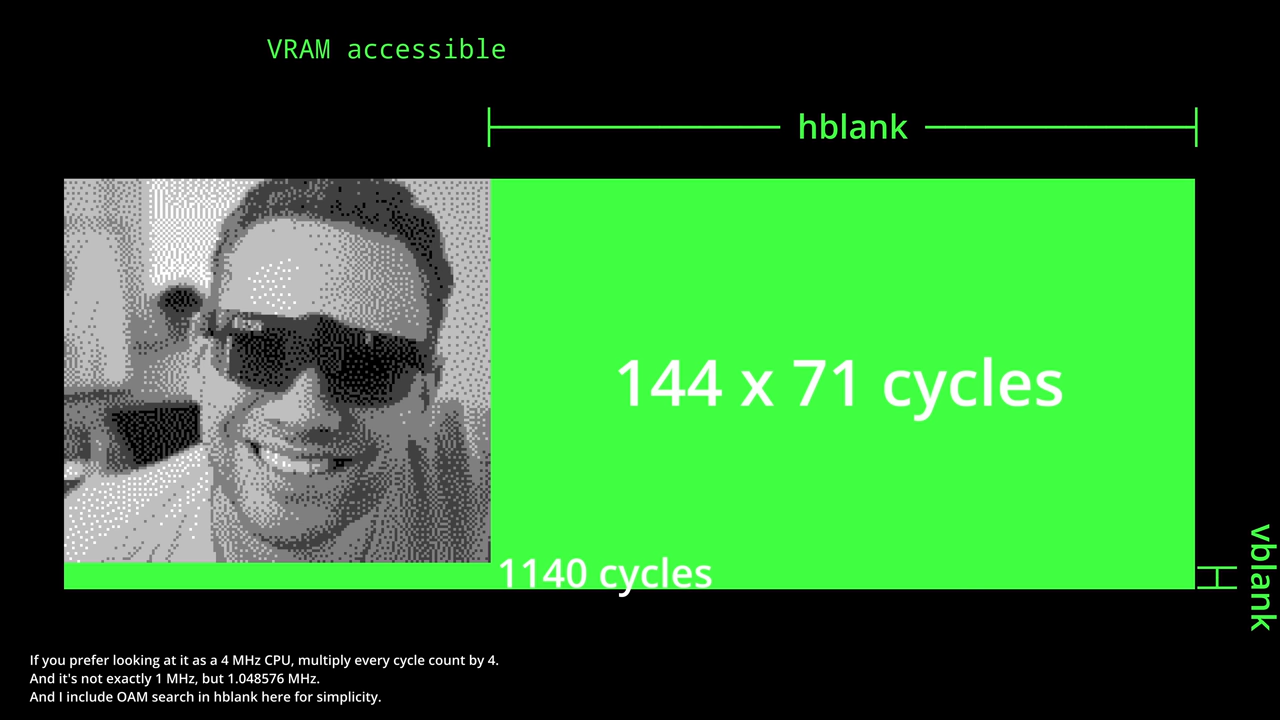 VRAM accessible
hblank
144 x 71 cycles
1140 cycles
vblank
If you prefer looking at it as a 4 MHz CPU, multiply every cycle count by 4.
And it's not exactly 1 MHz, but 1.048576 MHz.
And I include OAM search in hblank here for simplicity.